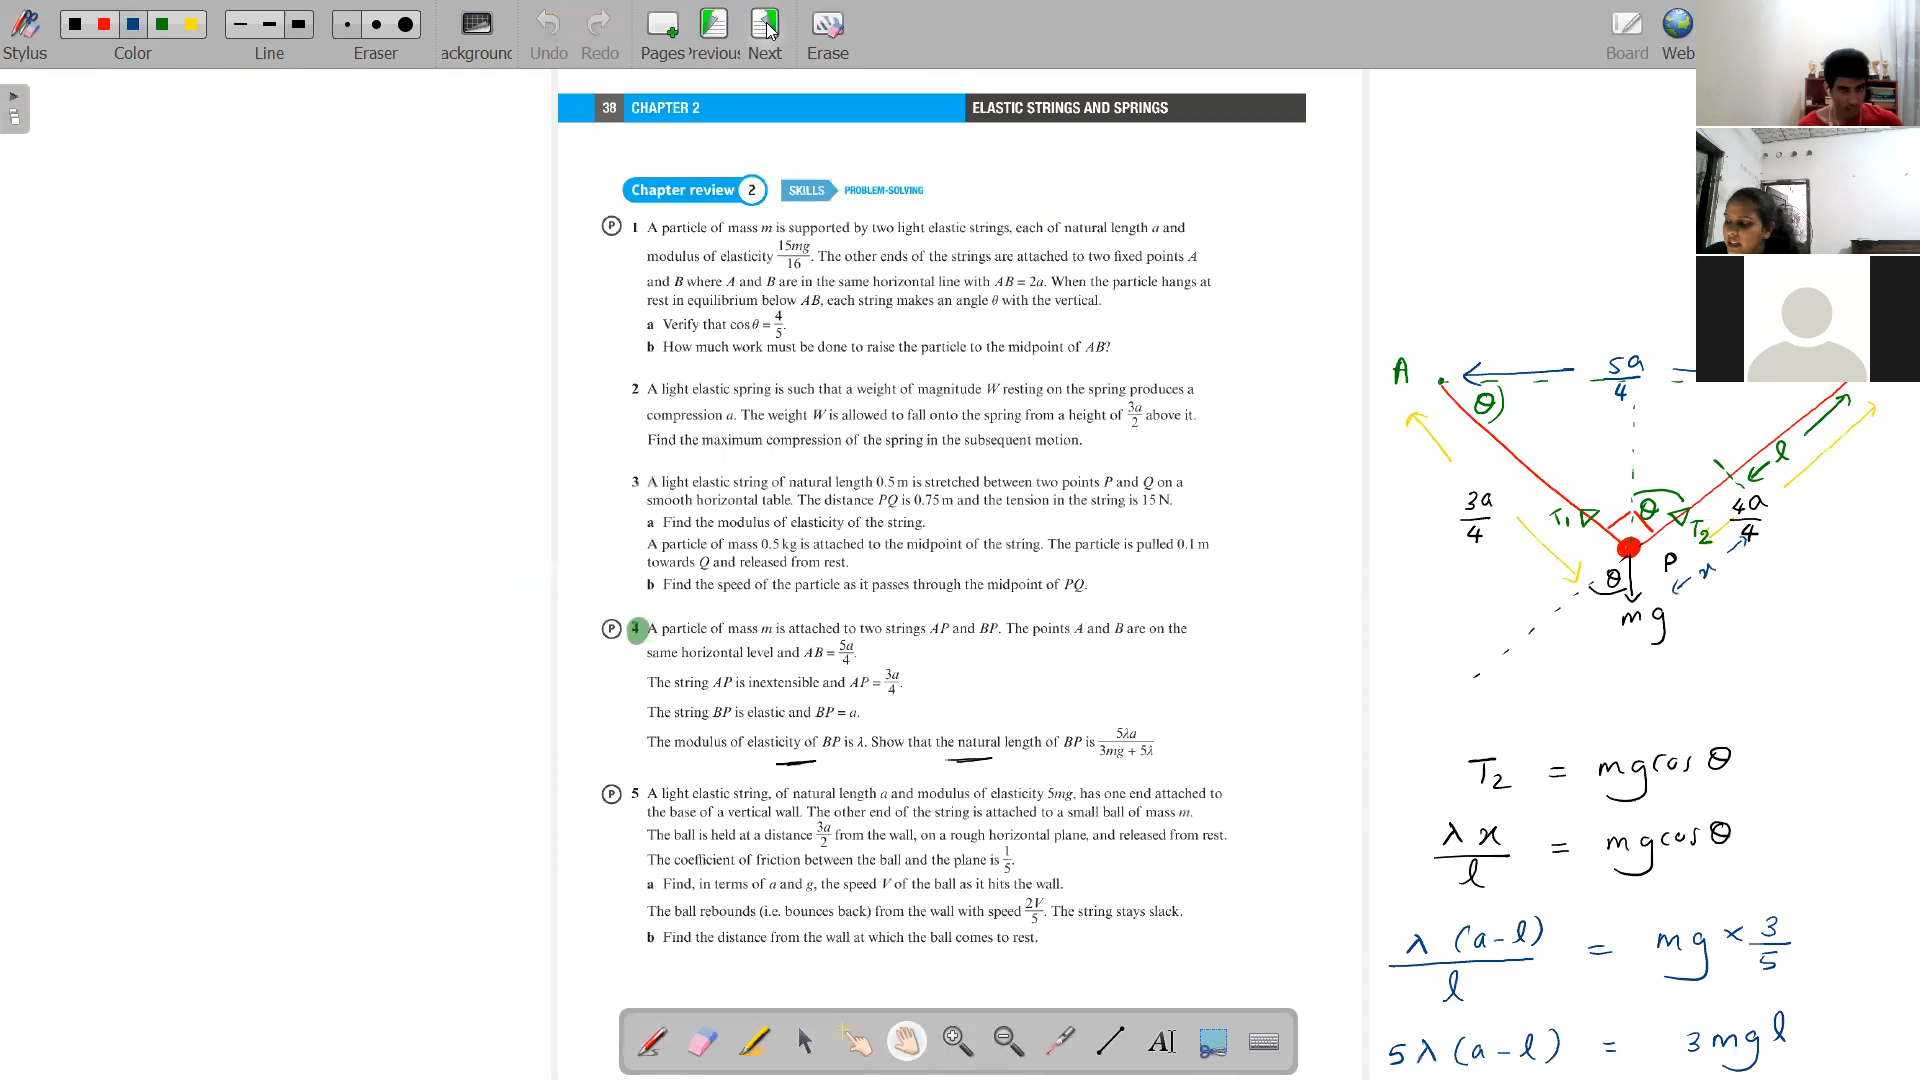 Stylus
Color
Line
Eraser
ackground
Undo
Redo
Pages
Previous
Next
Erase
Board
Web
38 CHAPTER 2
ELASTIC STRINGS AND SPRINGS
Chapter review 2 SKILLS PROBLEM-SOLVING
P 1 A particle of mass m is supported by two light elastic strings, each of natural length a and
modulus of elasticity 15mg/16. The other ends of the strings are attached to two fixed points A
and B where A and B are in the same horizontal line with AB = 2a. When the particle hangs at
rest in equilibrium below AB, each string makes an angle θ with the vertical.
a Verify that cos θ = 4/5.
b How much work must be done to raise the particle to the midpoint of AB?
2 A light elastic spring is such that a weight of magnitude W resting on the spring produces a
compression a. The weight W is allowed to fall onto the spring from a height of 3a/2 above it.
Find the maximum compression of the spring in the subsequent motion.
3 A light elastic string of natural length 0.5 m is stretched between two points P and Q on a
smooth horizontal table. The distance PQ is 0.75 m and the tension in the string is 15 N.
a Find the modulus of elasticity of the string.
A particle of mass 0.5 kg is attached to the midpoint of the string. The particle is pulled 0.1 m
towards Q and released from rest.
b Find the speed of the particle as it passes through the midpoint of PQ.
P 4 A particle of mass m is attached to two strings AP and BP. The points A and B are on the
same horizontal level and AB = 5a/4.
The string AP is inextensible and AP = 3a/4.
The string BP is elastic and BP = a.
The modulus of elasticity of BP is λ. Show that the natural length of BP is 5λa/(3mg + 5λ)
P 5 A light elastic string, of natural length a and modulus of elasticity 5mg, has one end attached to
the base of a vertical wall. The other end of the string is attached to a small ball of mass m.
The ball is held at a distance 3a/2 from the wall, on a rough horizontal plane, and released from rest.
The coefficient of friction between the ball and the plane is 1/5.
a Find, in terms of a and g, the speed V of the ball as it hits the wall.
The ball rebounds (i.e. bounces back) from the wall with speed 2V/5. The string stays slack.
b Find the distance from the wall at which the ball comes to rest.
A
5a/4
θ
l
3a/4
T1
θ
T2
4a/4
P
x
θ
mg
T2 = mg cos θ
λx/l = mg cos θ
λ(a-l)/l = mg × 3/5
5λ(a-l) = 3mgl
AI